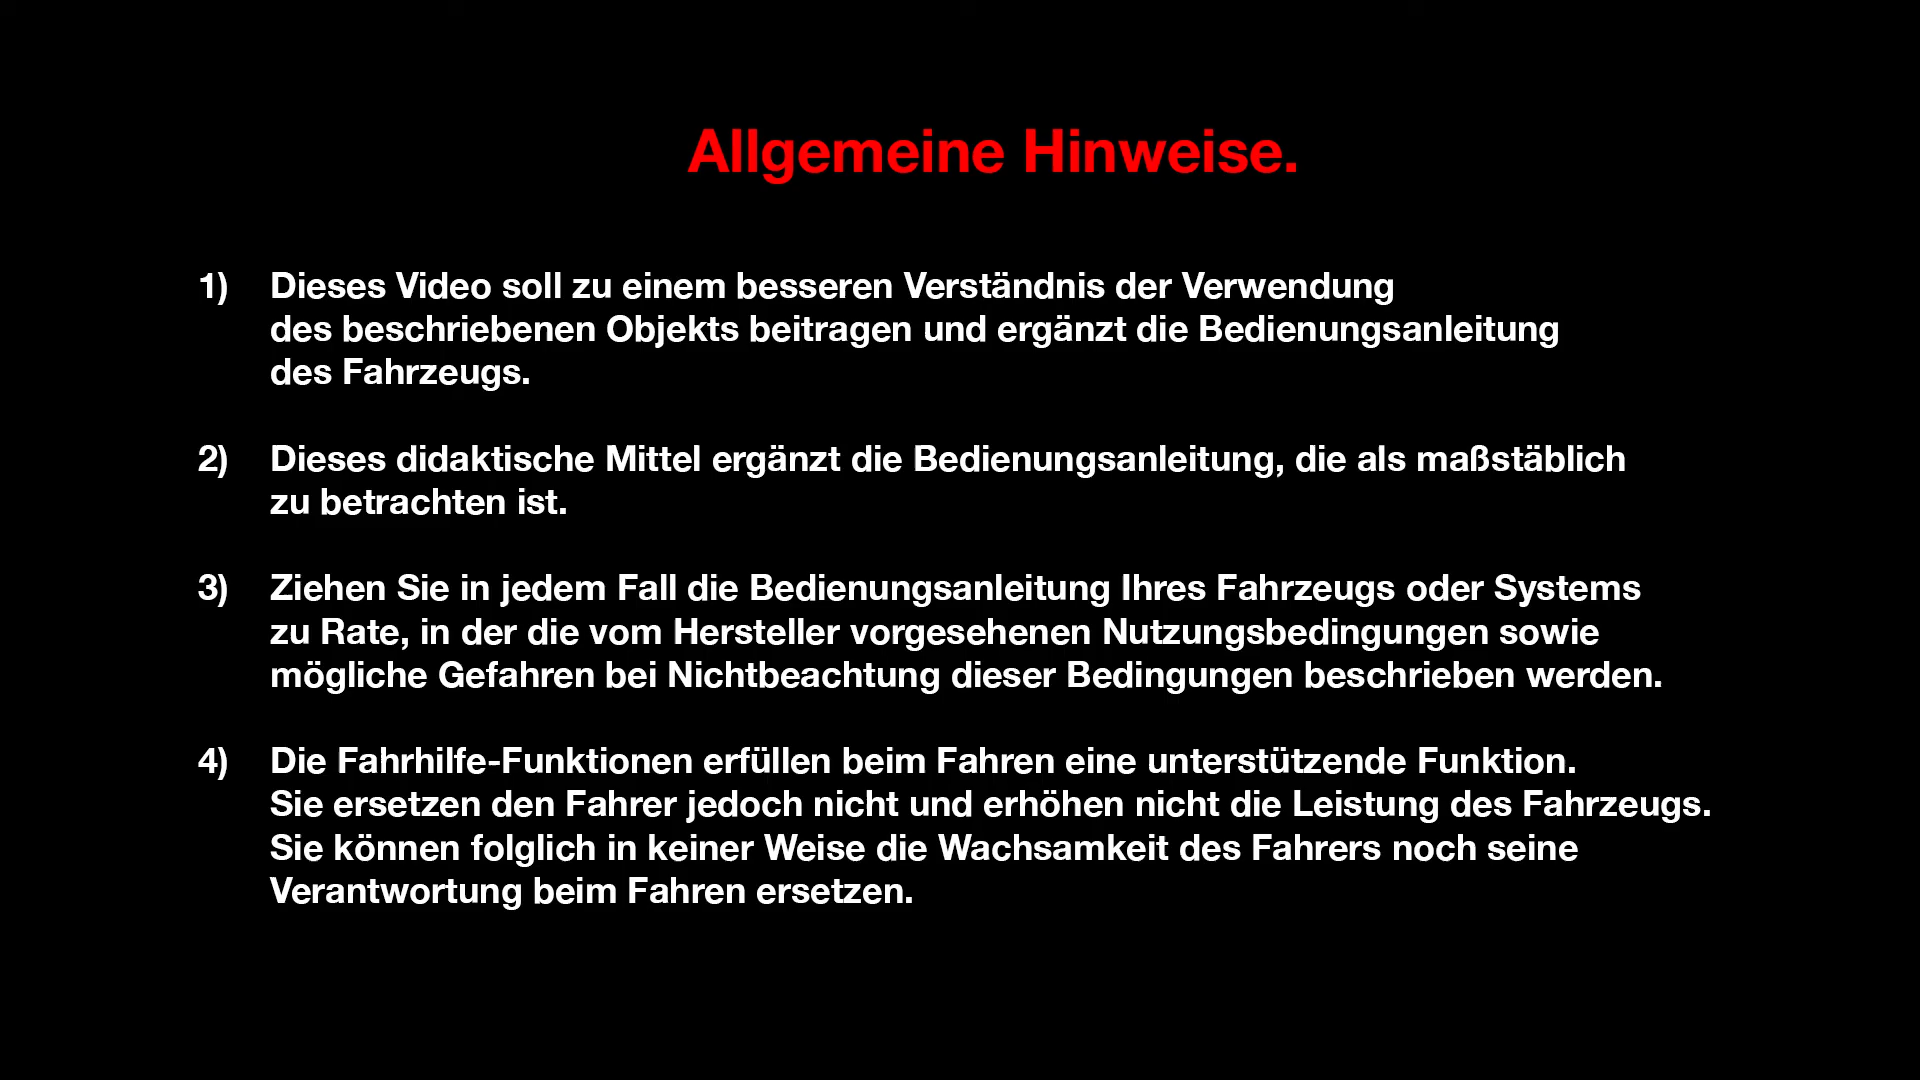 Allgemeine Hinweise.
1) Dieses Video soll zu einem besseren Verständnis der Verwendung
des beschriebenen Objekts beitragen und ergänzt die Bedienungsanleitung
des Fahrzeugs.
2) Dieses didaktische Mittel ergänzt die Bedienungsanleitung, die als maßstäblich
zu betrachten ist.
3) Ziehen Sie in jedem Fall die Bedienungsanleitung Ihres Fahrzeugs oder Systems
zu Rate, in der die vom Hersteller vorgesehenen Nutzungsbedingungen sowie
mögliche Gefahren bei Nichtbeachtung dieser Bedingungen beschrieben werden.
4) Die Fahrhilfe-Funktionen erfüllen beim Fahren eine unterstützende Funktion.
Sie ersetzen den Fahrer jedoch nicht und erhöhen nicht die Leistung des Fahrzeugs.
Sie können folglich in keiner Weise die Wachsamkeit des Fahrers noch seine
Verantwortung beim Fahren ersetzen.